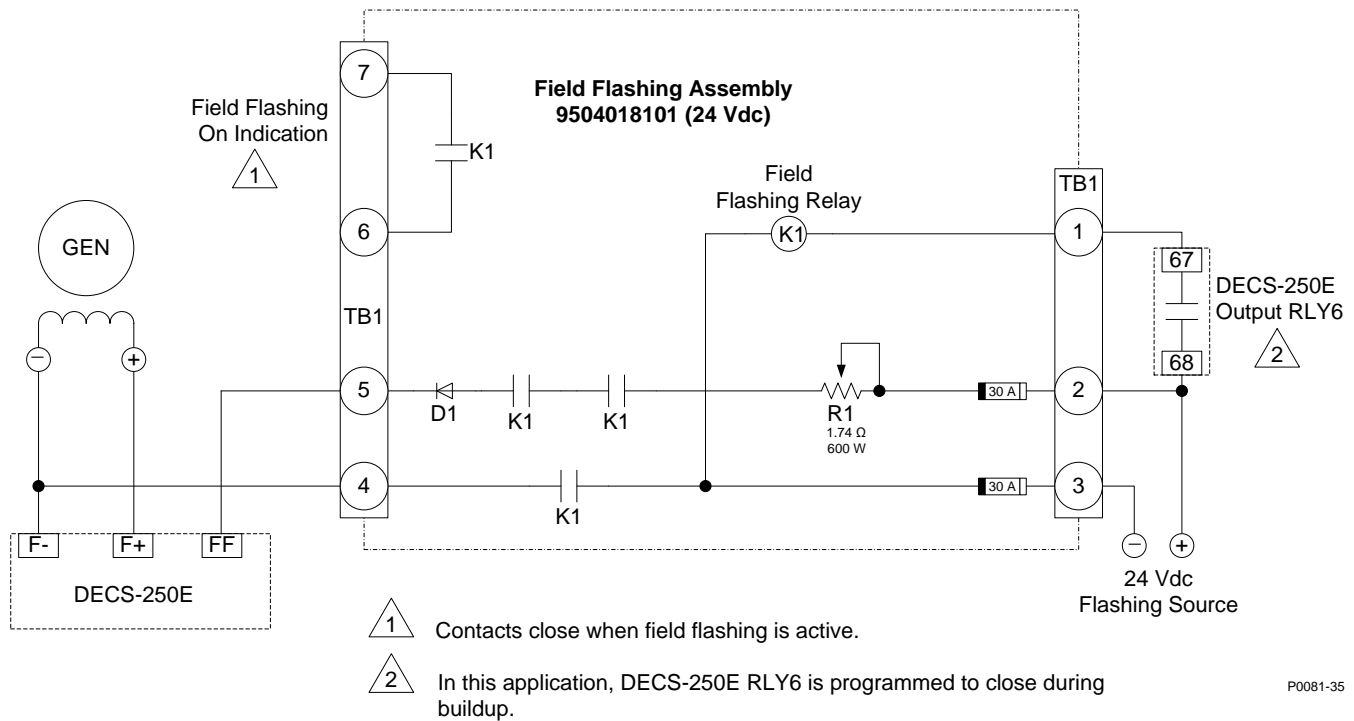 Field Flashing Assembly
9504018101 (24 Vdc)
Field Flashing
On Indication
1
7
K1
6
TB1
5
4
GEN
−
+
F-
F+
FF
DECS-250E
D1
K1
K1
K1
Field
Flashing Relay
K1
R1
1.74 Ω
600 W
30 A
30 A
TB1
1
2
3
67
68
DECS-250E
Output RLY6
2
−
+
24 Vdc
Flashing Source
1 Contacts close when field flashing is active.
2 In this application, DECS-250E RLY6 is programmed to close during
buildup.
P0081-35